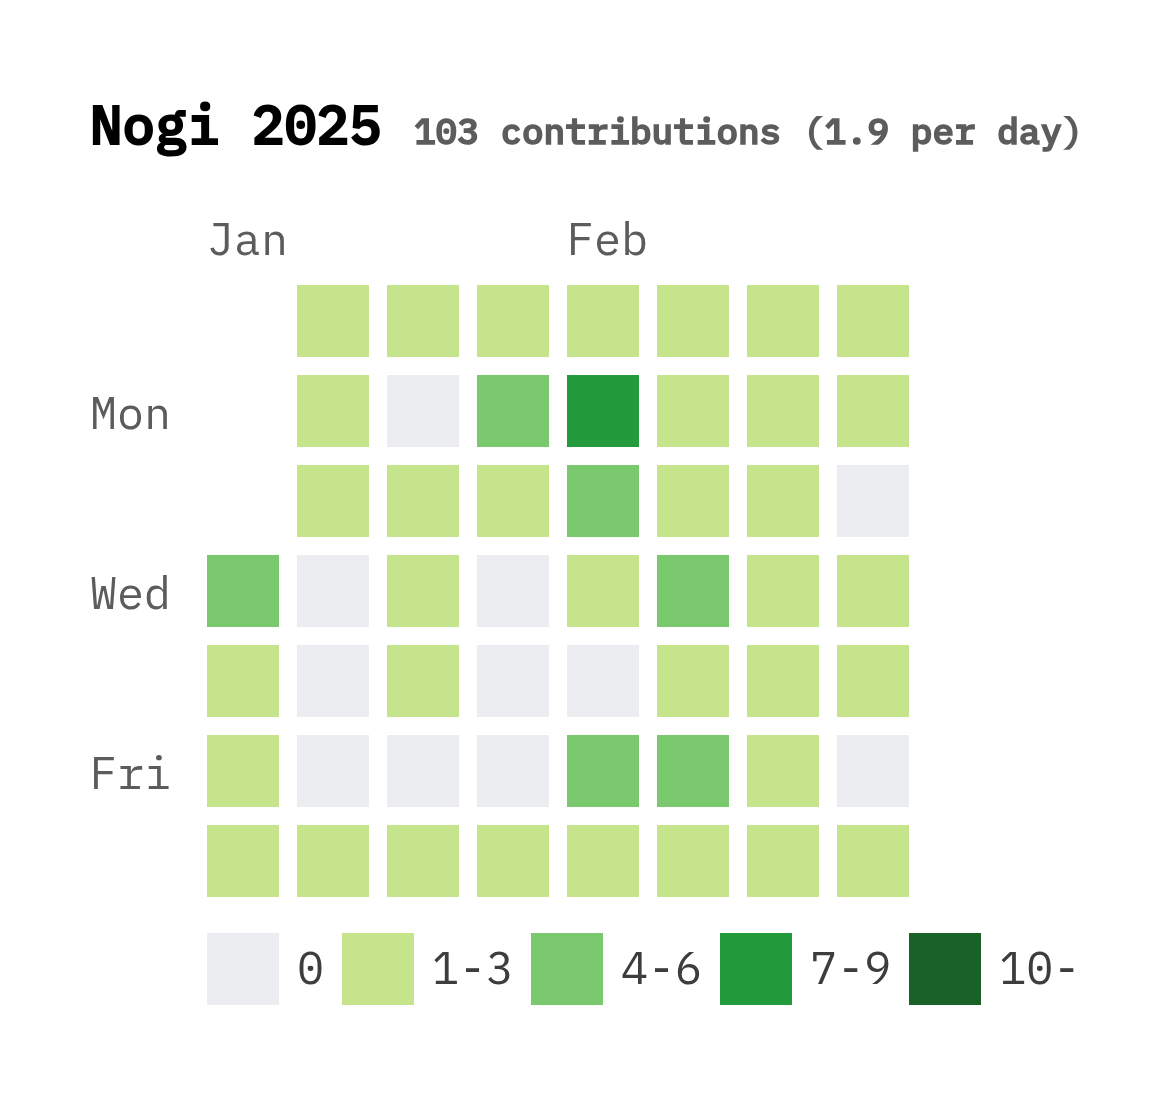 Nogi 2025 103 contributions (1.9 per day)
Jan Feb
Mon
Wed
Fri
0 1-3 4-6 7-9 10-